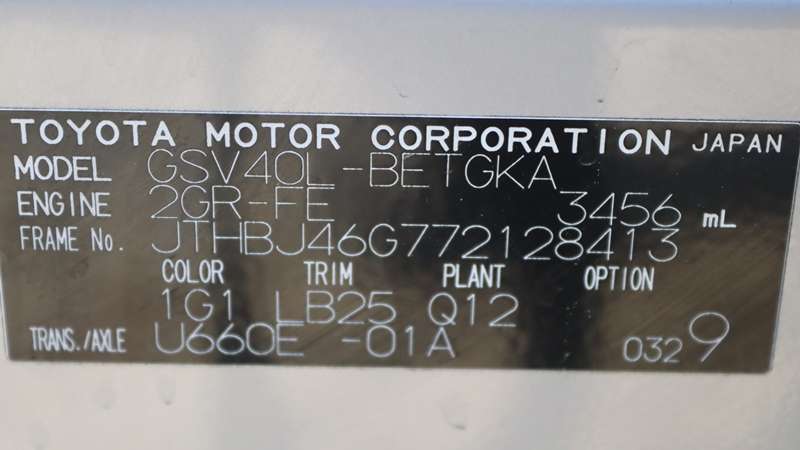 TOYOTA MOTOR CORPORATION JAPAN
MODEL GSV40L-BETGKA
ENGINE 2GR-FE 3456 mL
FRAME No. JTHBJ46G772128413
COLOR TRIM PLANT OPTION
1G1 LB25 Q12
TRANS./AXLE U660E -01A 0329